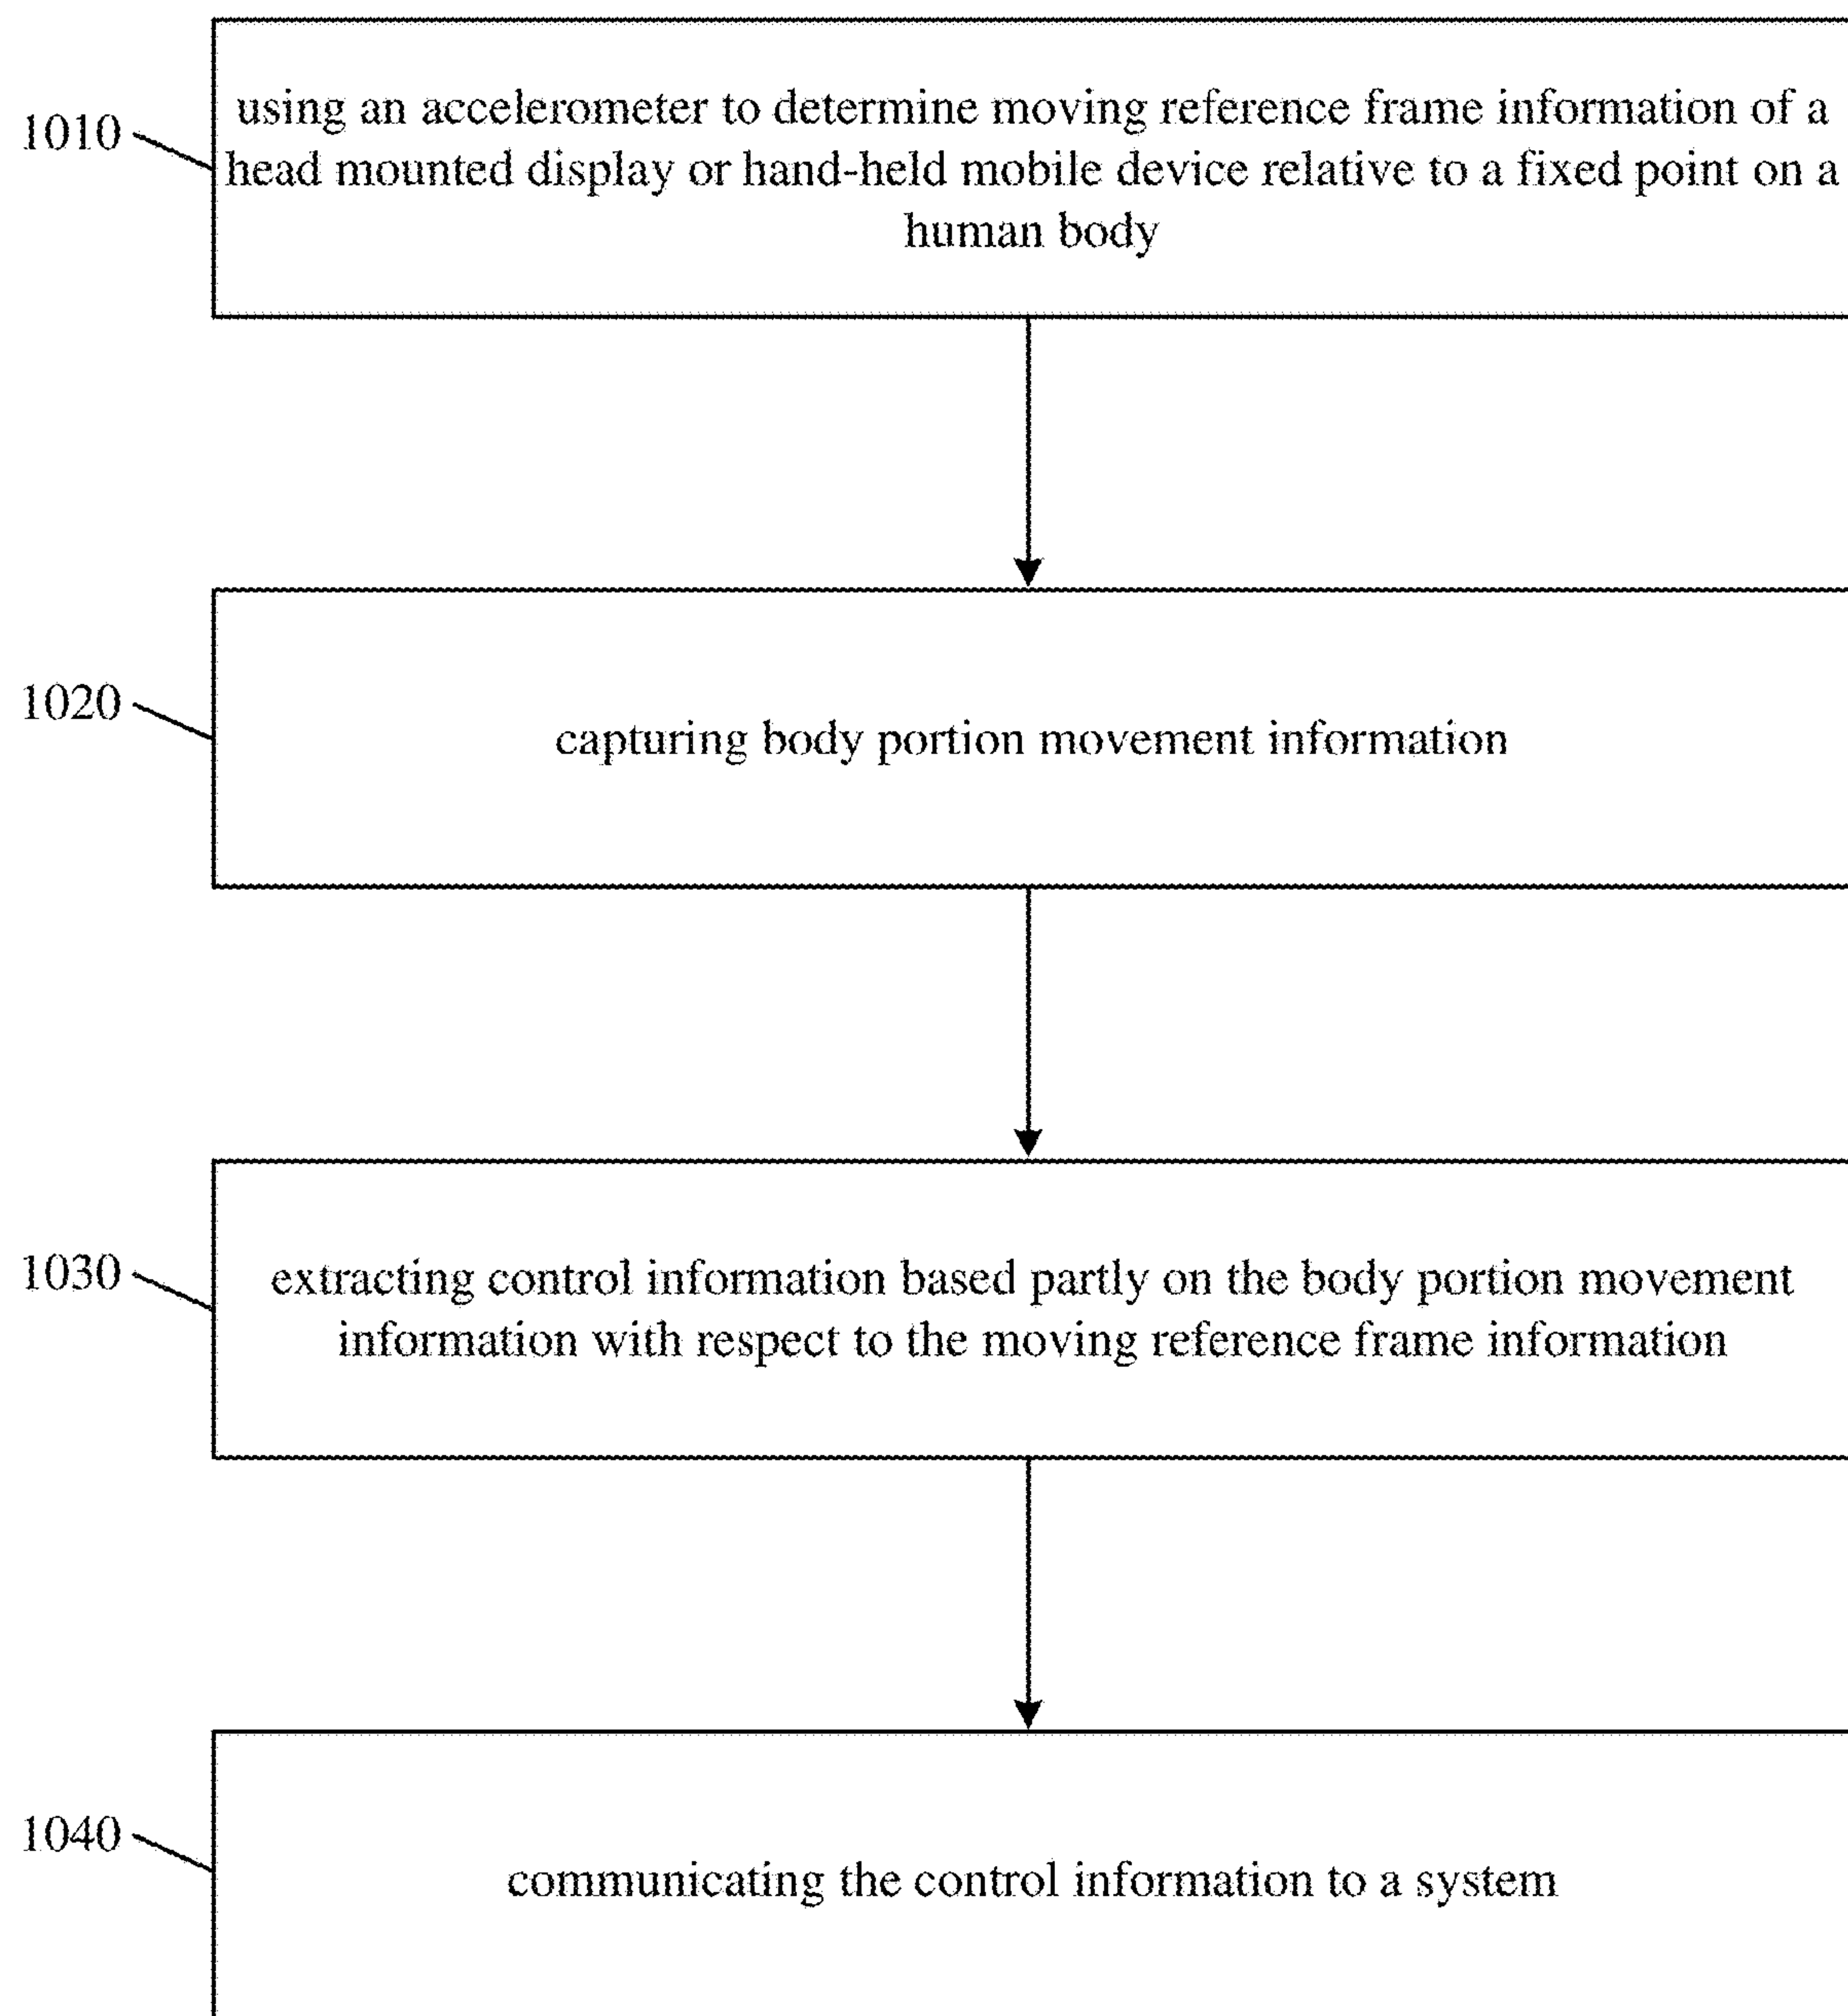 1010
using an accelerometer to determine moving reference frame information of a
head mounted display or hand-held mobile device relative to a fixed point on a
human body
1020
capturing body portion movement information
1030
extracting control information based partly on the body portion movement
information with respect to the moving reference frame information
1040
communicating the control information to a system